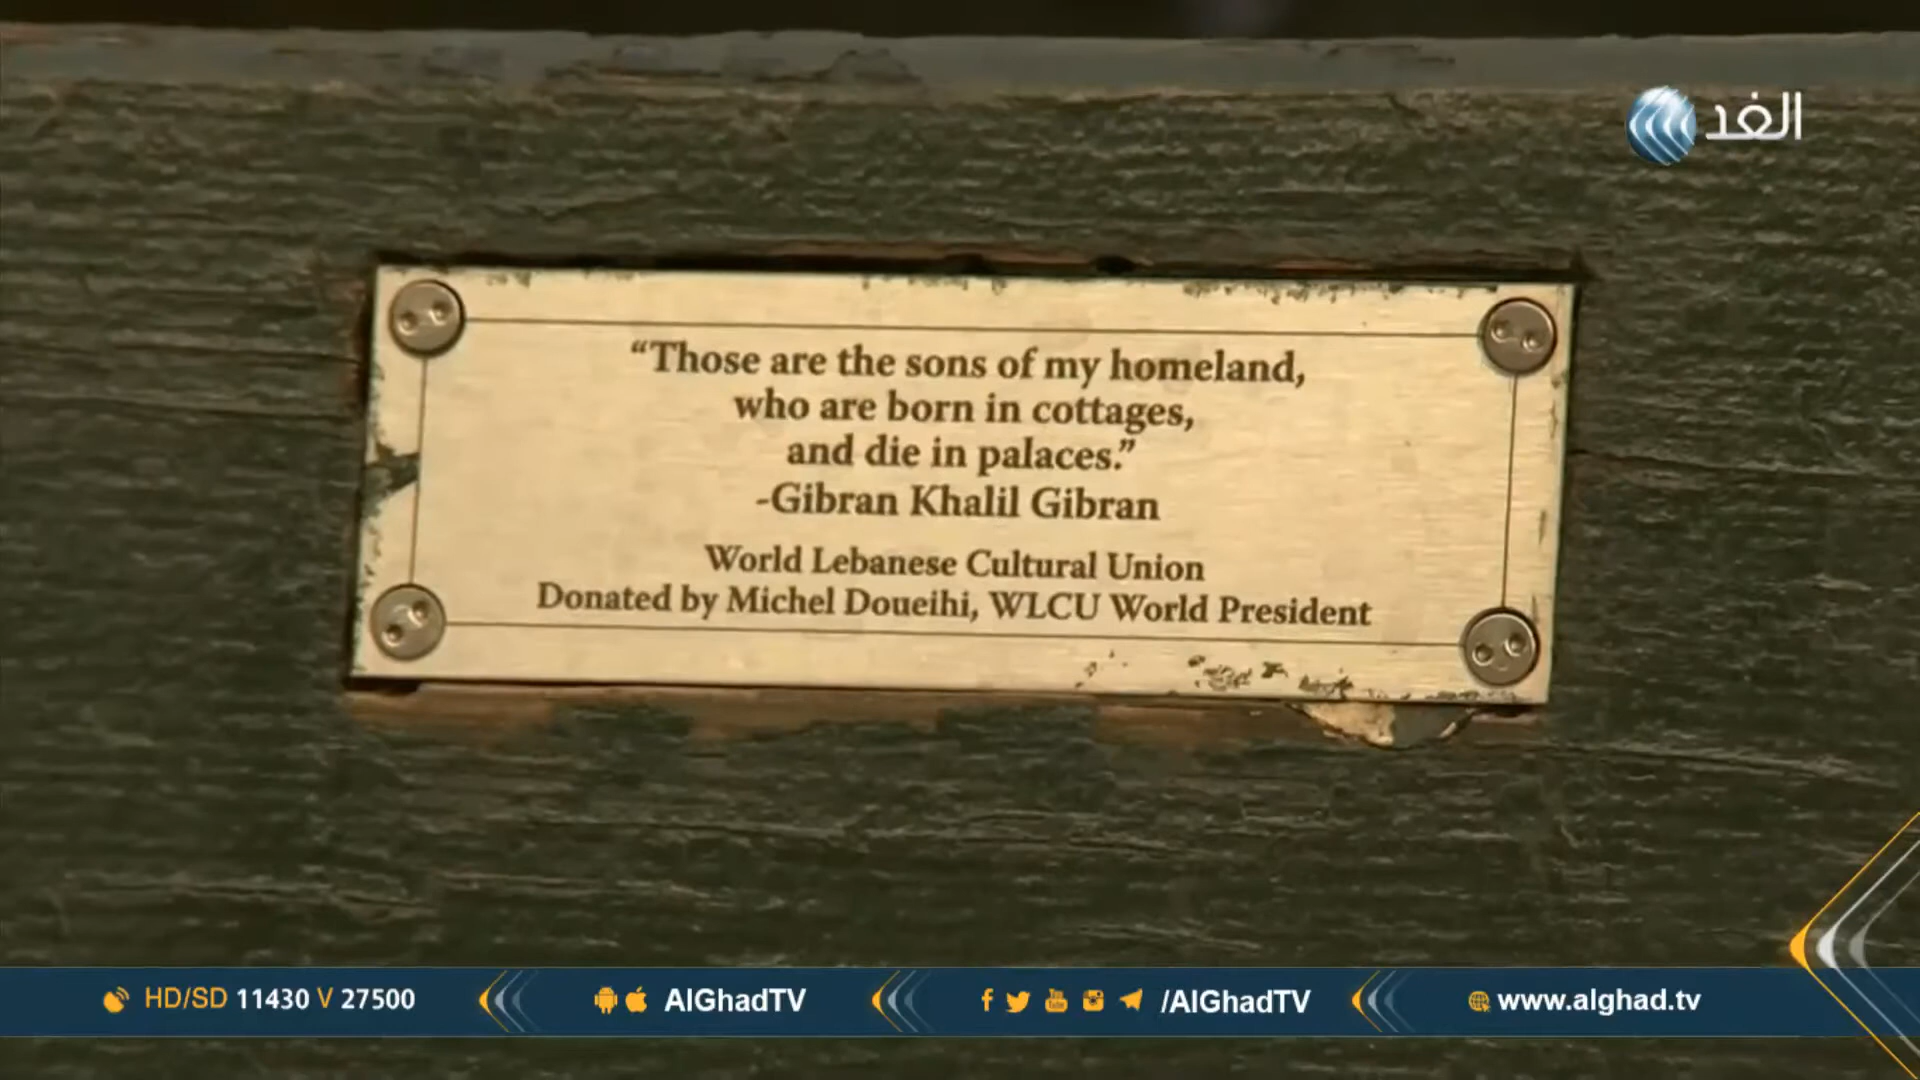 الغد
“Those are the sons of my homeland,
who are born in cottages,
and die in palaces.”
-Gibran Khalil Gibran
World Lebanese Cultural Union
Donated by Michel Doueihi, WLCU World President
HD/SD 11430 V 27500
AlGhadTV
/AlGhadTV
www.alghad.tv